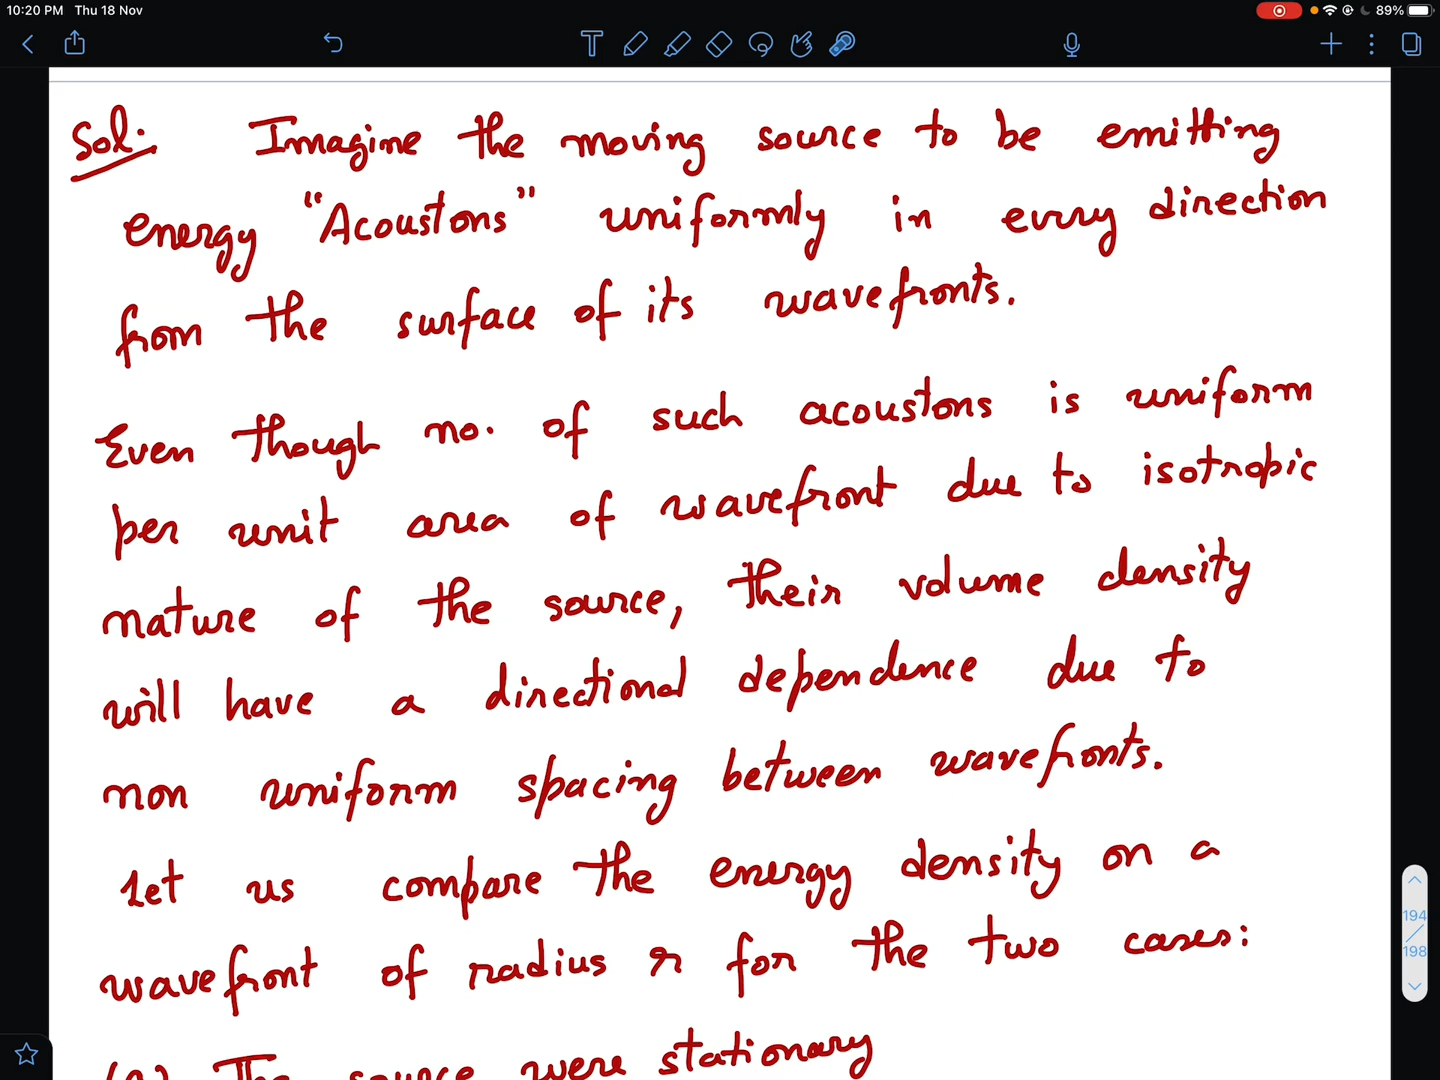 10:20 PM Thu 18 Nov
89%
Sol.
Imagine the moving source to be emitting
energy "Acoustons" uniformly in every direction
from the surface of its wavefronts.
Even though no. of such acoustons is uniform
per unit area of wavefront due to isotropic
nature of the source, their volume density
will have a directional dependence due to
non uniform spacing between wavefronts.
Let us compare the energy density on a
wavefront of radius r for the two cases:
source were stationary
194
198